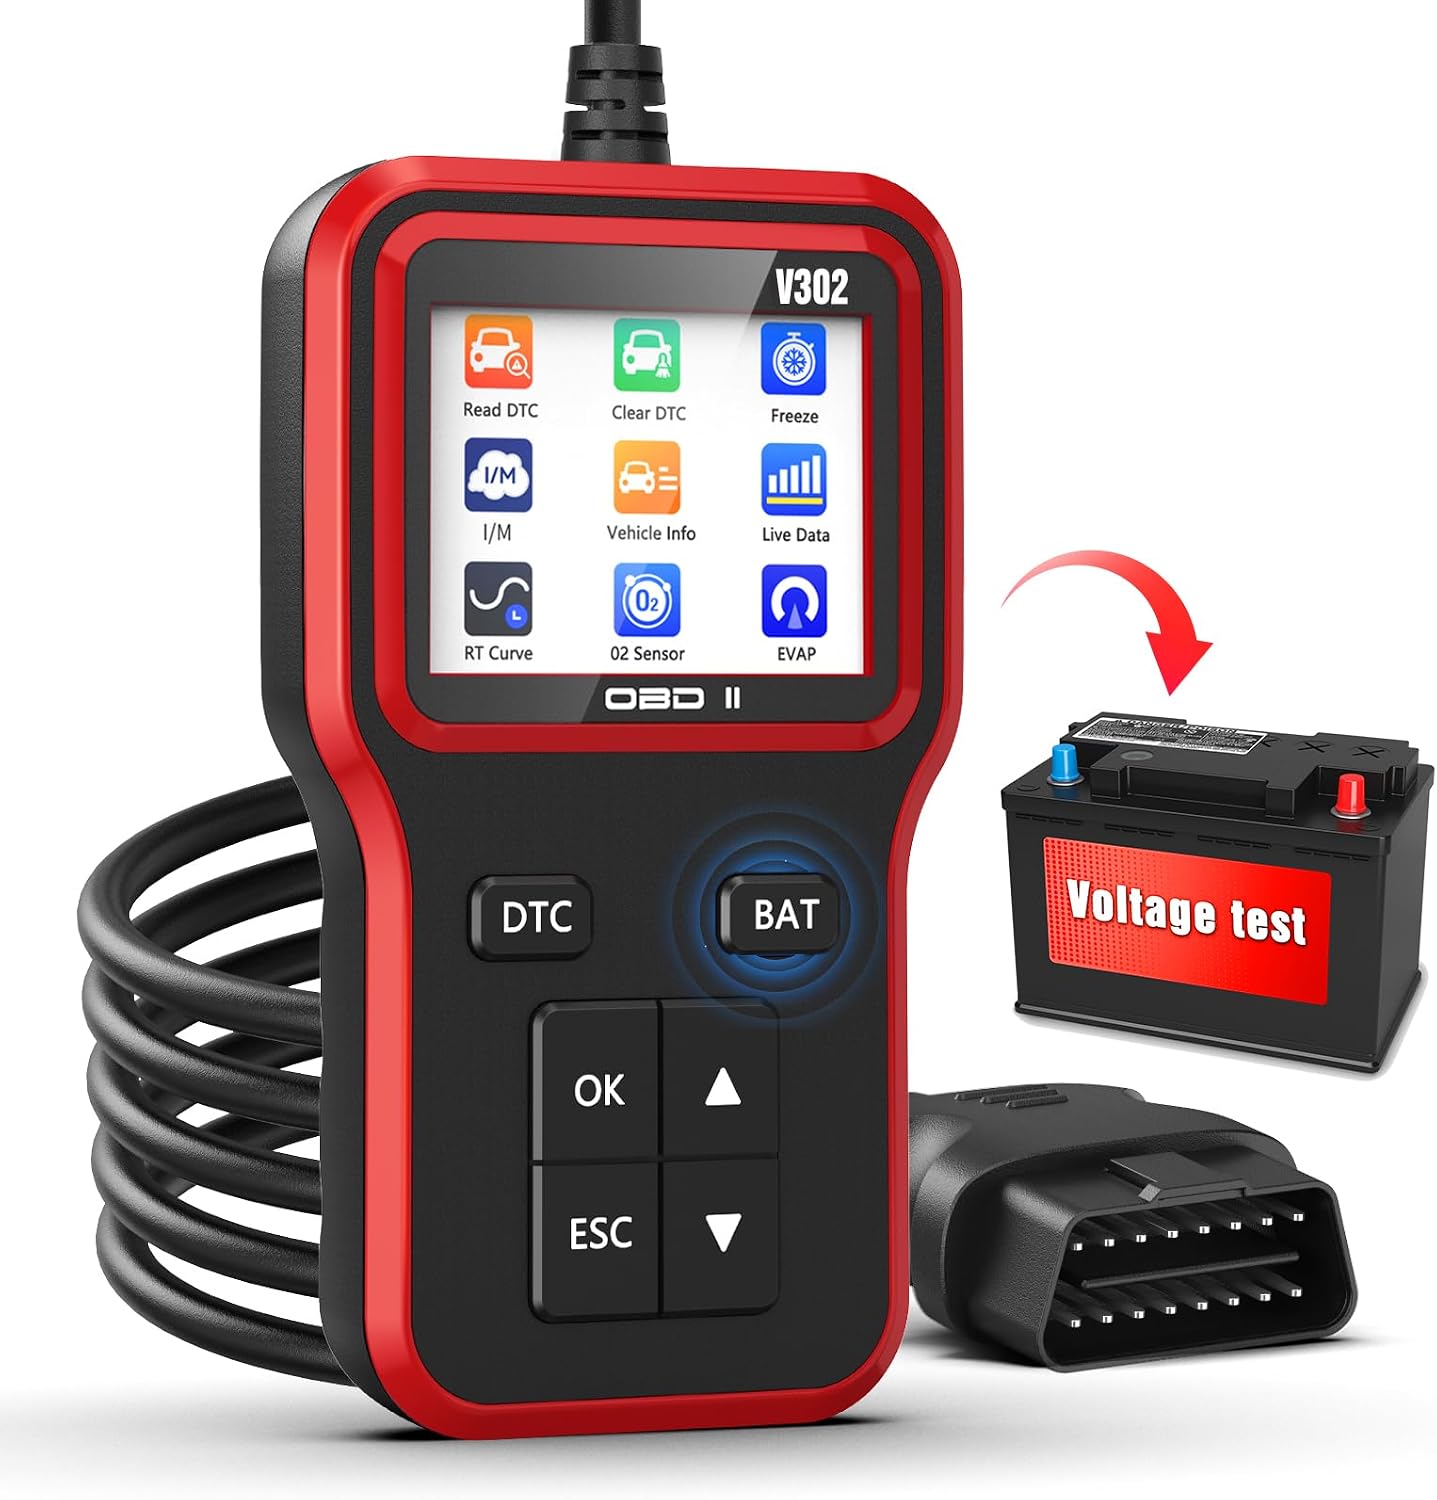 V302
Read DTC
Clear DTC
Freeze
I/M
I/M
Vehicle Info
Live Data
O2
RT Curve
02 Sensor
EVAP
OBD II
DTC
BAT
OK
ESC
Voltage test